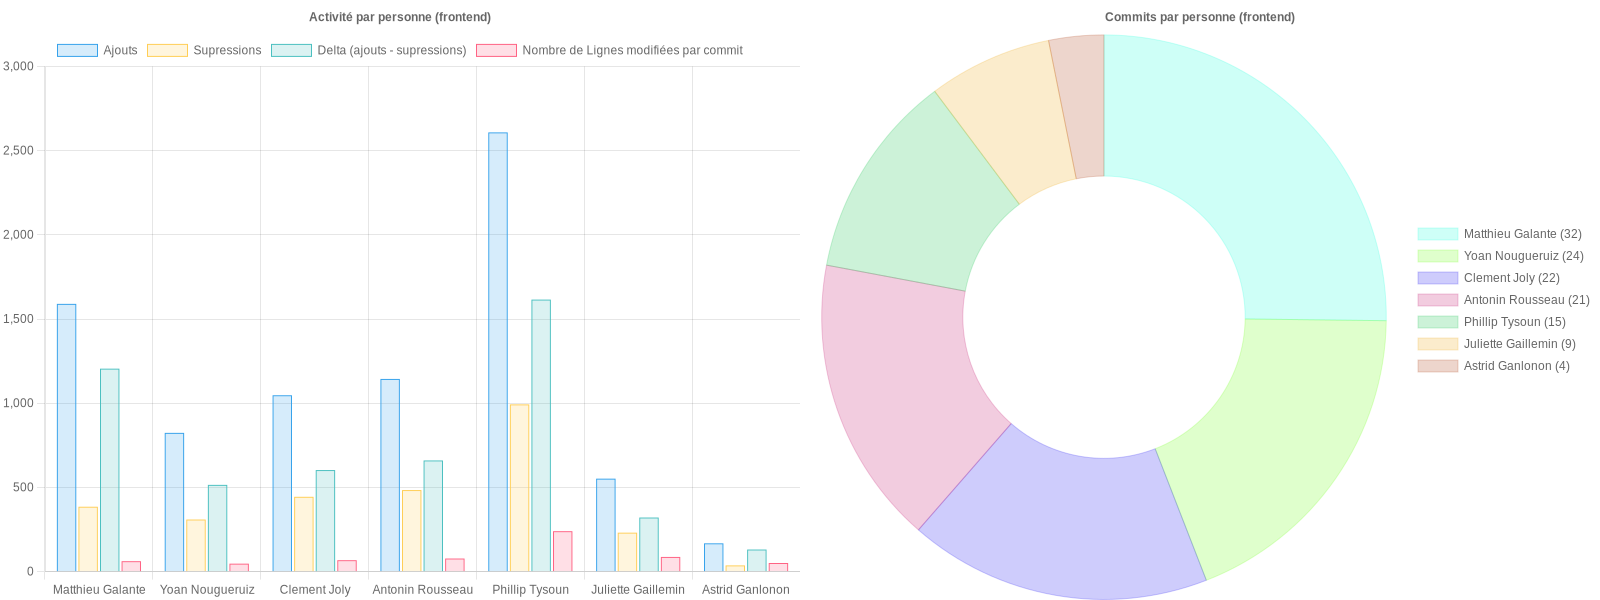 Activité par personne (frontend)
Ajouts Supressions Delta (ajouts - supressions) Nombre de Lignes modifiées par commit
3,000
2,500
2,000
1,500
1,000
500
0
Matthieu Galante Yoan Nougueruiz Clement Joly Antonin Rousseau Phillip Tysoun Juliette Gaillemin Astrid Ganlonon
Commits par personne (frontend)
Matthieu Galante (32)
Yoan Nougueruiz (24)
Clement Joly (22)
Antonin Rousseau (21)
Phillip Tysoun (15)
Juliette Gaillemin (9)
Astrid Ganlonon (4)